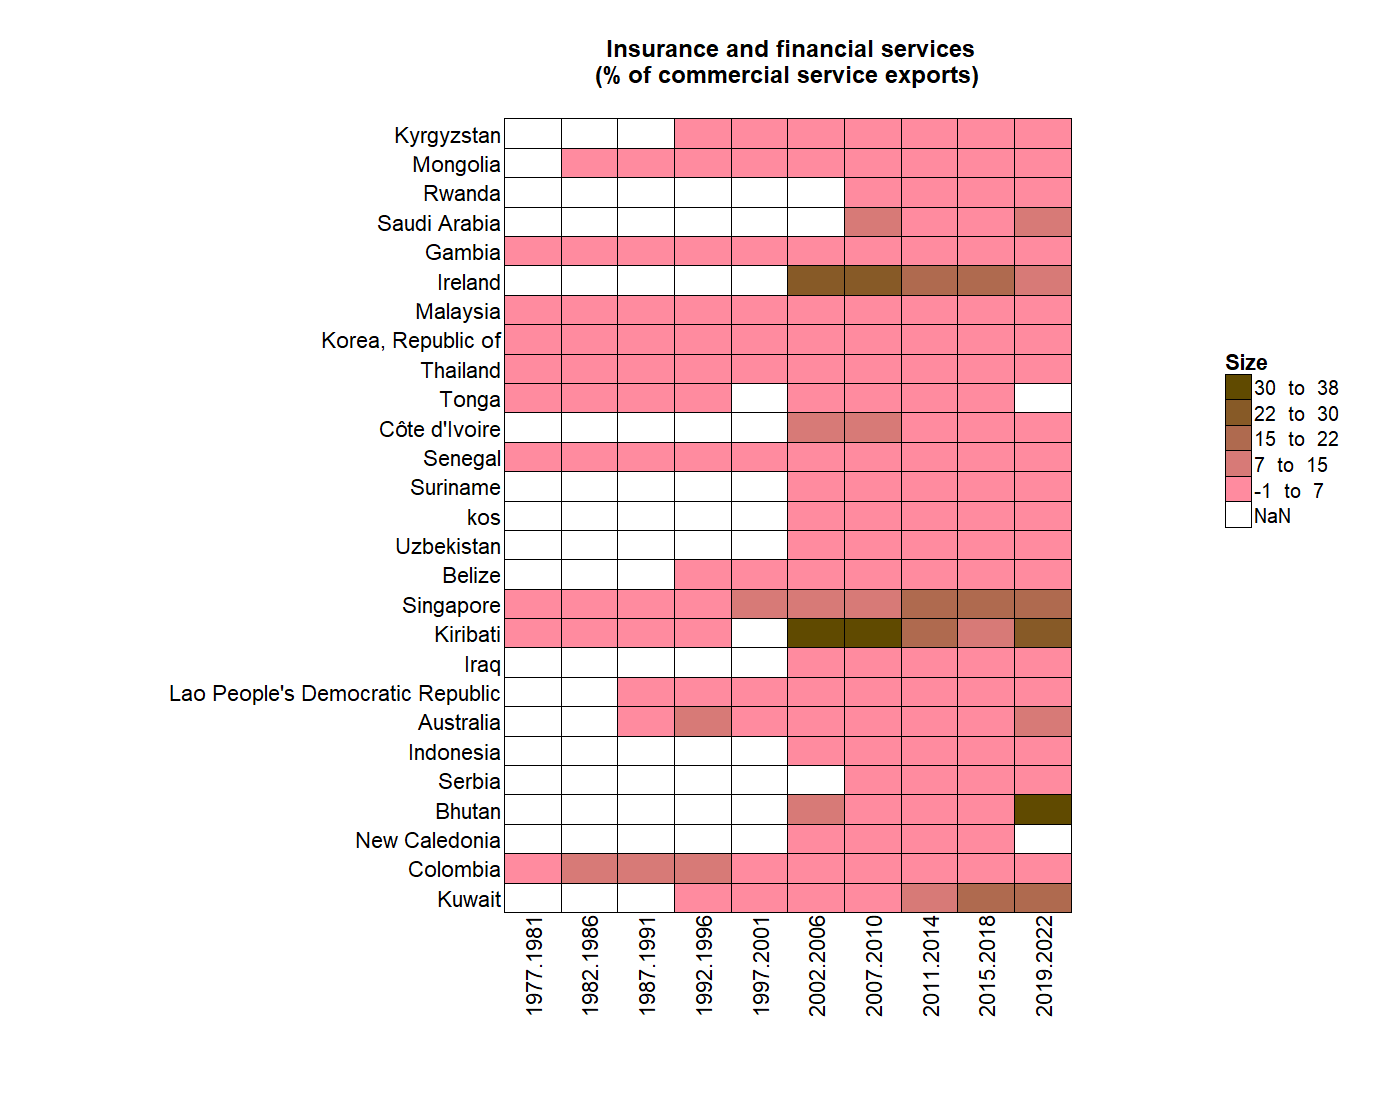 Insurance and financial services
(% of commercial service exports)
Kyrgyzstan
Mongolia
Rwanda
Saudi Arabia
Gambia
Ireland
Malaysia
Korea, Republic of
Thailand
Tonga
Côte d'Ivoire
Senegal
Suriname
kos
Uzbekistan
Belize
Singapore
Kiribati
Iraq
Lao People's Democratic Republic
Australia
Indonesia
Serbia
Bhutan
New Caledonia
Colombia
Kuwait
1977.1981
1982.1986
1987.1991
1992.1996
1997.2001
2002.2006
2007.2010
2011.2014
2015.2018
2019.2022
Size
30 to 38
22 to 30
15 to 22
7 to 15
-1 to 7
NaN